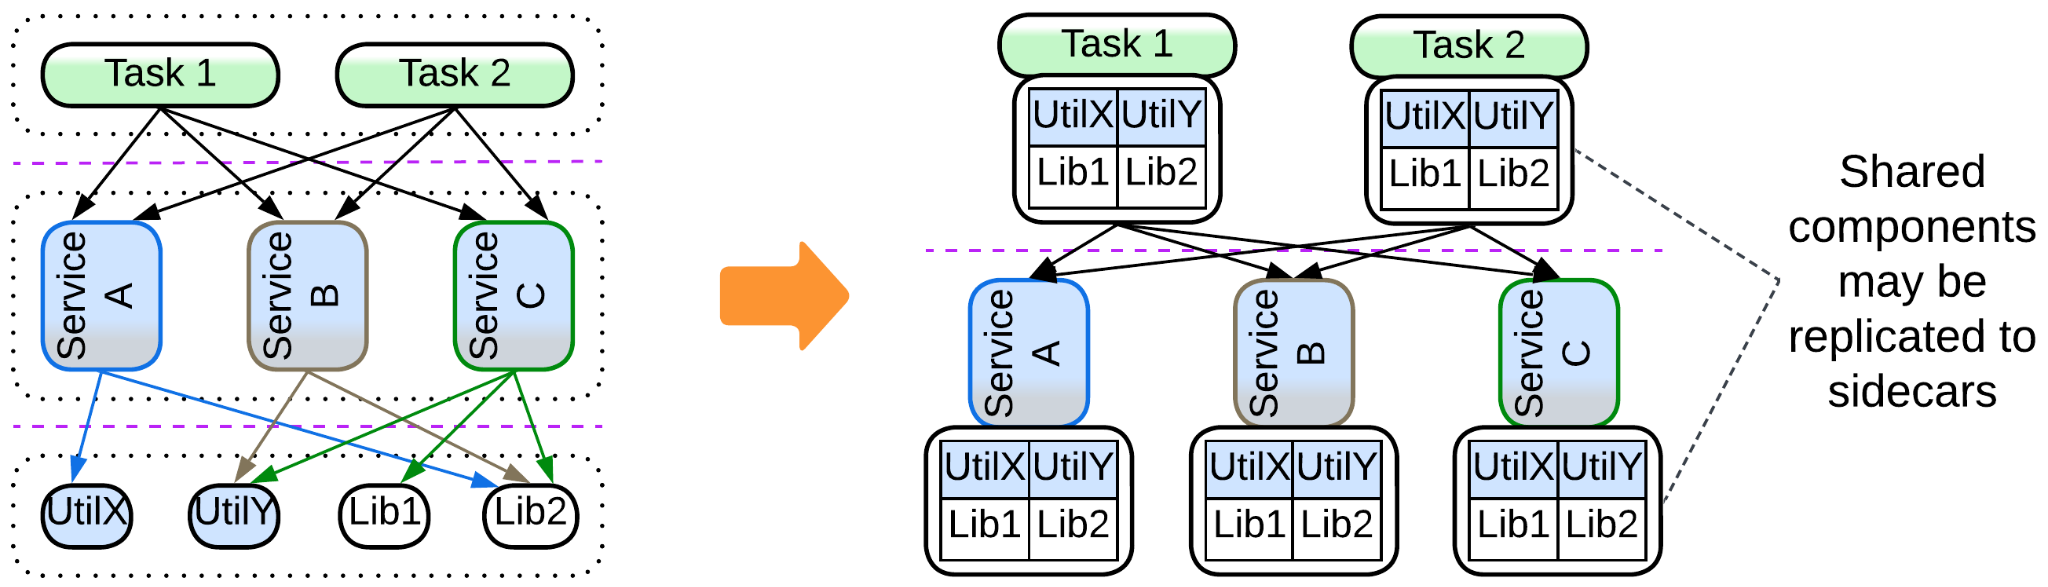 Task 1
Task 2
Service A
Service B
Service C
UtilX
UtilY
Lib1
Lib2
Task 1
UtilX UtilY
Lib1 Lib2
Task 2
UtilX UtilY
Lib1 Lib2
Service A
UtilX UtilY
Lib1 Lib2
Service B
UtilX UtilY
Lib1 Lib2
Service C
UtilX UtilY
Lib1 Lib2
Shared
components
may be
replicated to
sidecars